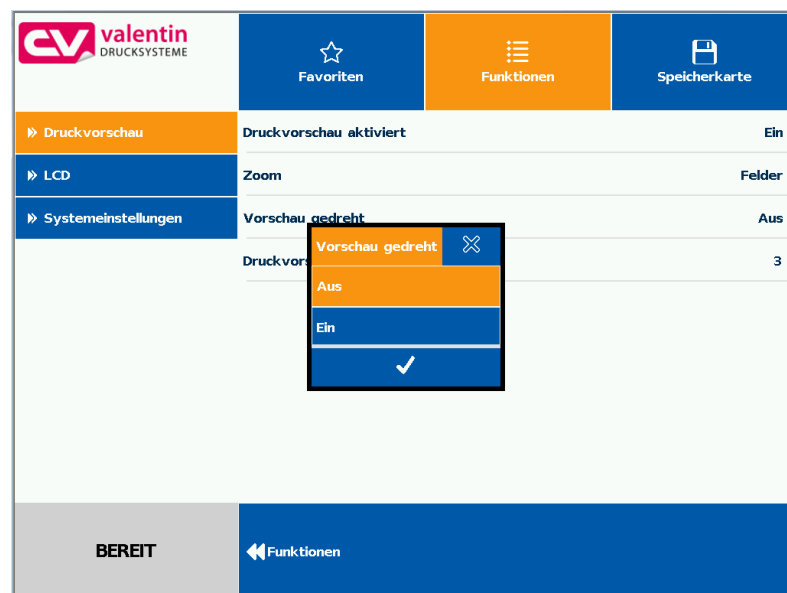 valentin
DRUCKSYSTEME
Favoriten
Funktionen
Speicherkarte
Druckvorschau
LCD
Systemeinstellungen
Druckvorschau aktiviert Ein
Zoom Felder
Vorschau gedreht Aus
3
Vorschau gedreht
Aus
Ein
BEREIT
Funktionen